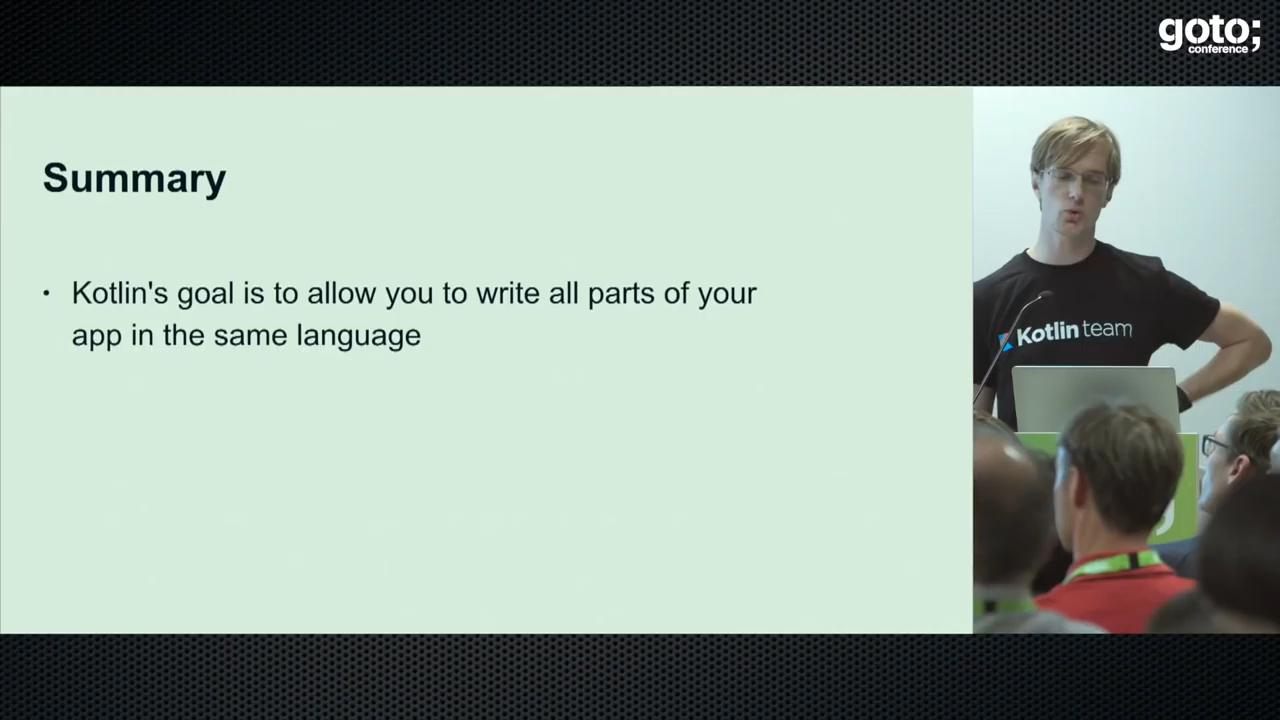 goto;
conference
Summary
• Kotlin's goal is to allow you to write all parts of your
app in the same language
Kotlin team